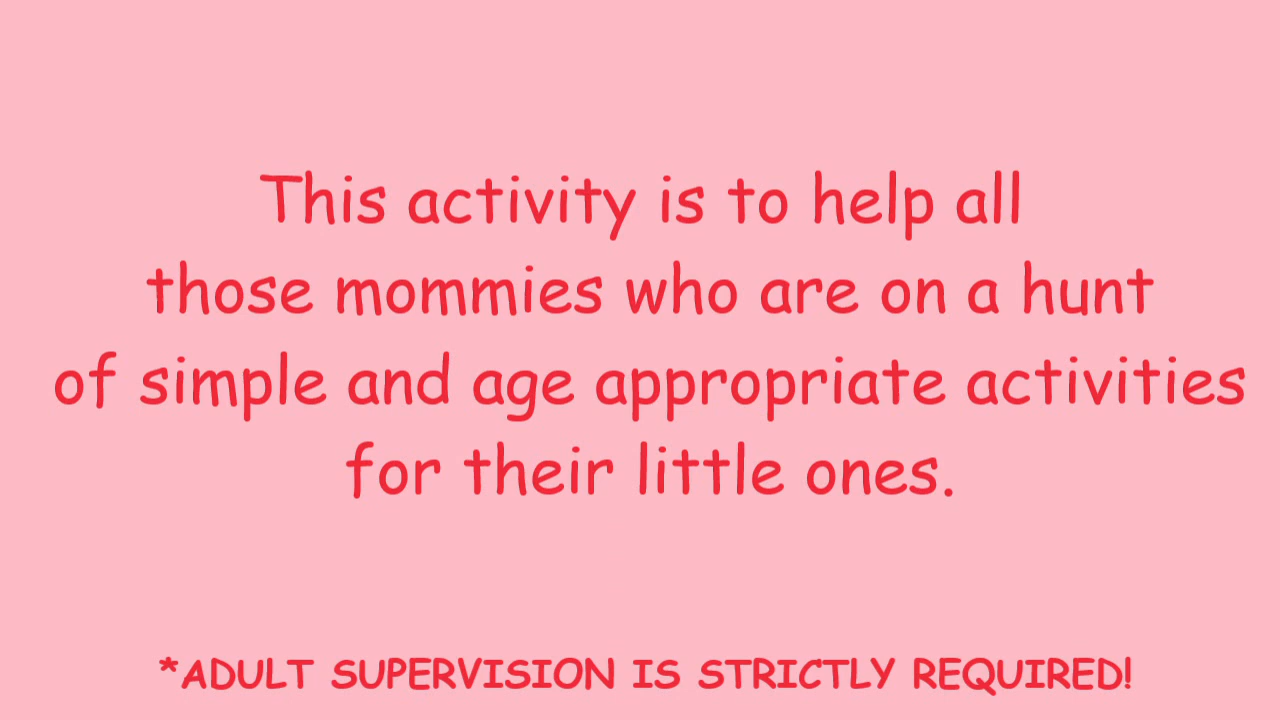 This activity is to help all
those mommies who are on a hunt
of simple and age appropriate activities
for their little ones.
*ADULT SUPERVISION IS STRICTLY REQUIRED!